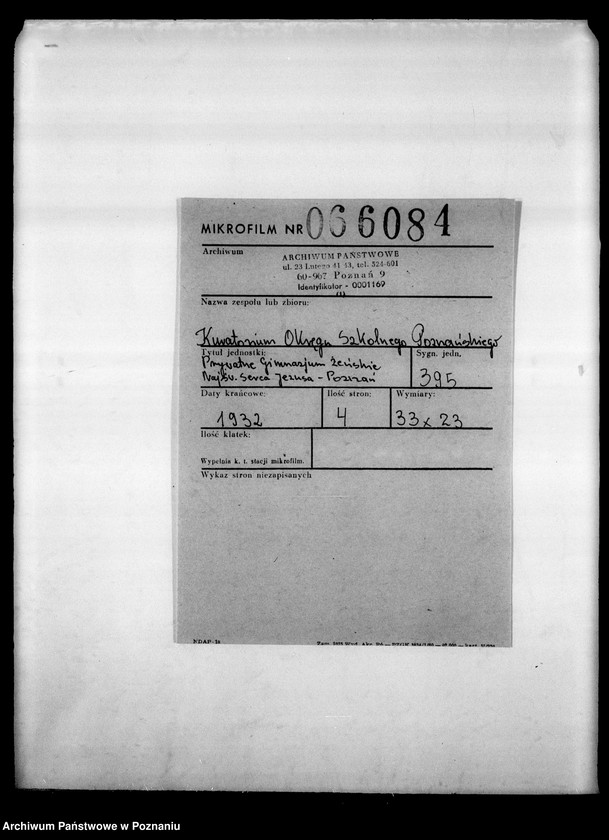 MIKROFILM NR 066084
Archiwum
ARCHIWUM PAŃSTWOWE
ul. 23 Lutego 41/43, tel. 524-601
60-967 Poznań 9
Identyfikator - 0001169
(1)
Nazwa zespołu lub zbioru:
Kuratorium Okręgu Szkolnego Poznańskiego
Tytuł jednostki:
Prywatne Gimnazjum Żeńskie
Najśw. Serca Jezusa - Poznań
Sygn. jedn.
395
Daty krańcowe:
1932
Ilość stron:
4
Wymiary:
33 x 23
Ilość klatek:
Wypełnia k. t. stacji mikrofilm.
Wykaz stron niezapisanych
NDAP-
Archiwum Państwowe w Poznaniu